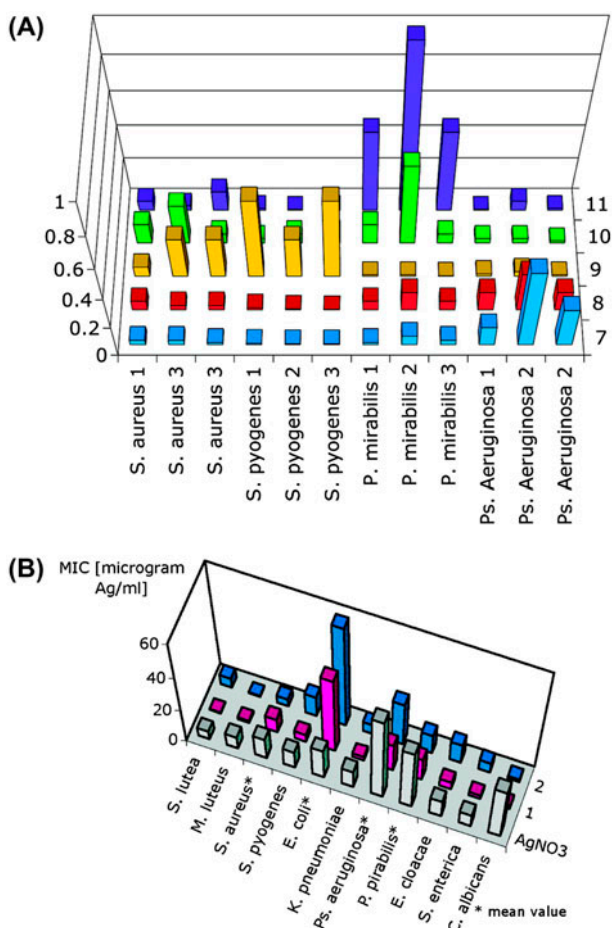 (A)
1
0.8
0.6
0.4
0.2
0
11
10
9
8
7
S. aureus 1
S. aureus 3
S. aureus 3
S. pyogenes 1
S. pyogenes 2
S. pyogenes 3
P. mirabilis 1
P. mirabilis 2
P. mirabilis 3
Ps. Aeruginosa 1
Ps. Aeruginosa 2
Ps. Aeruginosa 2
(B)
MIC [microgram
Ag/ml]
60
40
20
0
2
1
AgNO3
S. lutea
M. luteus
S. aureus*
S. pyogenes
E. coli*
K. pneumoniae
Ps. aeruginosa*
P. pirabilis*
E. cloacae
S. enterica
C. albicans
* mean value